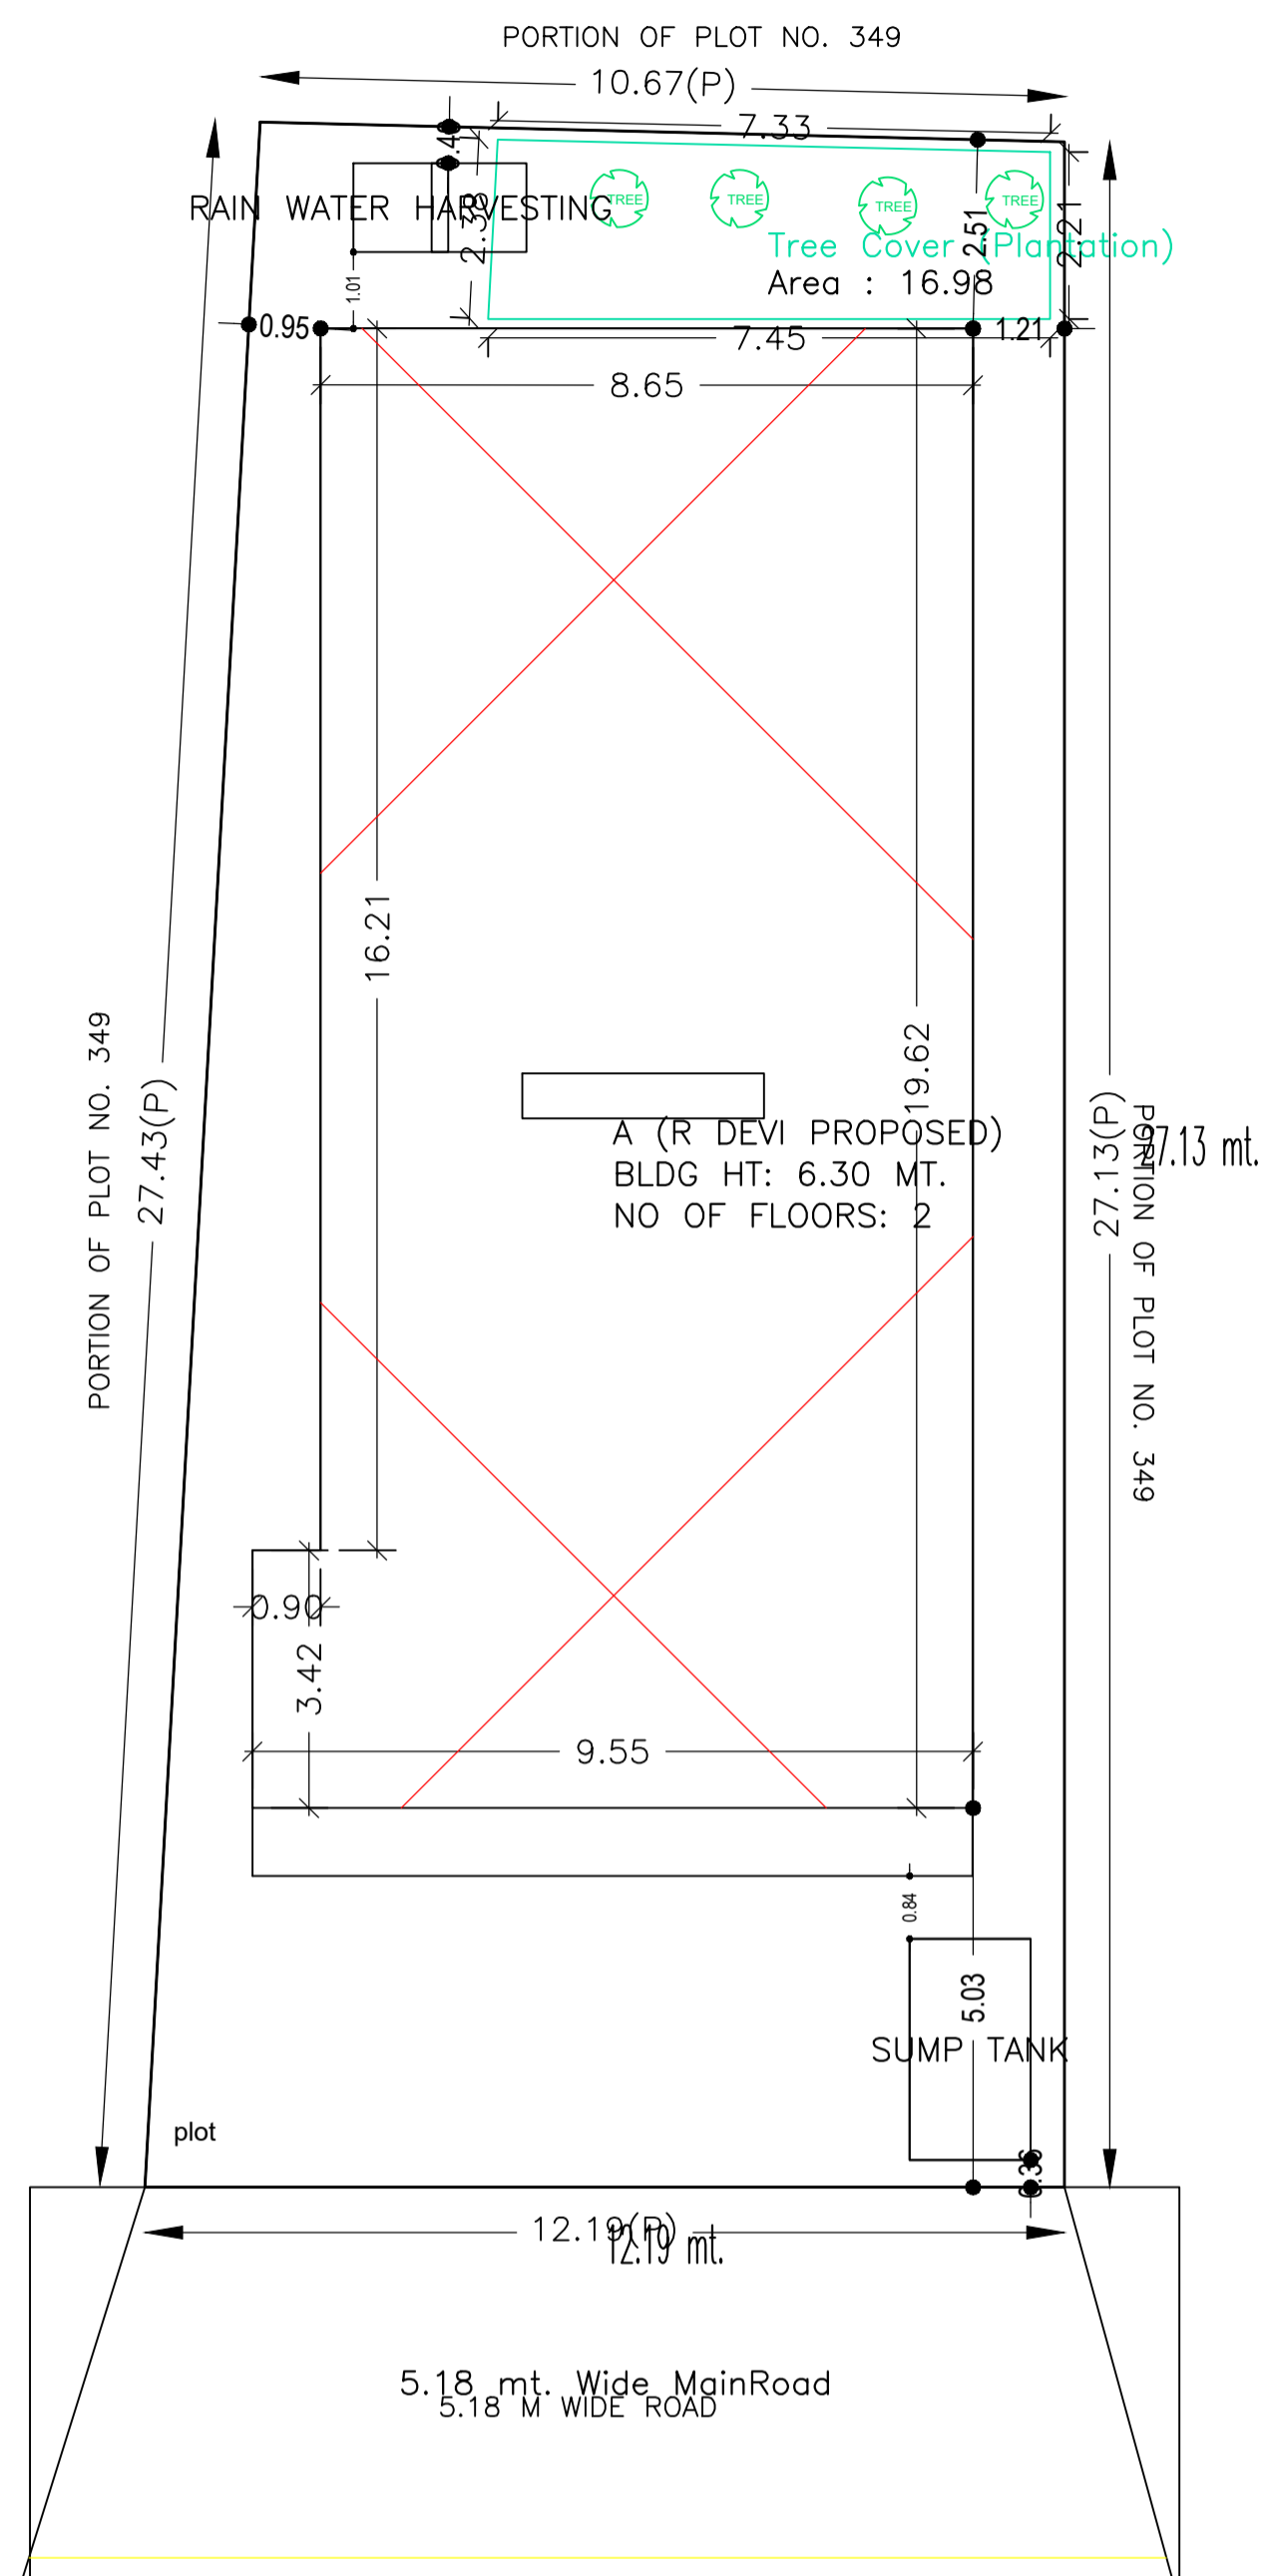 PORTION OF PLOT NO. 349
10.67(P)
7.33
RAIN WATER HARVESTING
2.38
TREE
TREE
TREE
TREE
2.51
2.21
Tree Cover (Plantation)
Area : 16.98
1.01
0.95
1.21
7.45
8.65
16.21
19.62
PORTION OF PLOT NO. 349
27.43(P)
27.13(P)
PORTION OF PLOT NO. 349
27.13 mt.
A (R DEVI PROPOSED)
BLDG HT: 6.30 MT.
NO OF FLOORS: 2
0.90
3.42
9.55
0.84
5.03
SUMP TANK
plot
12.19(P)
12.19 mt.
5.18 mt. Wide MainRoad
5.18 M WIDE ROAD